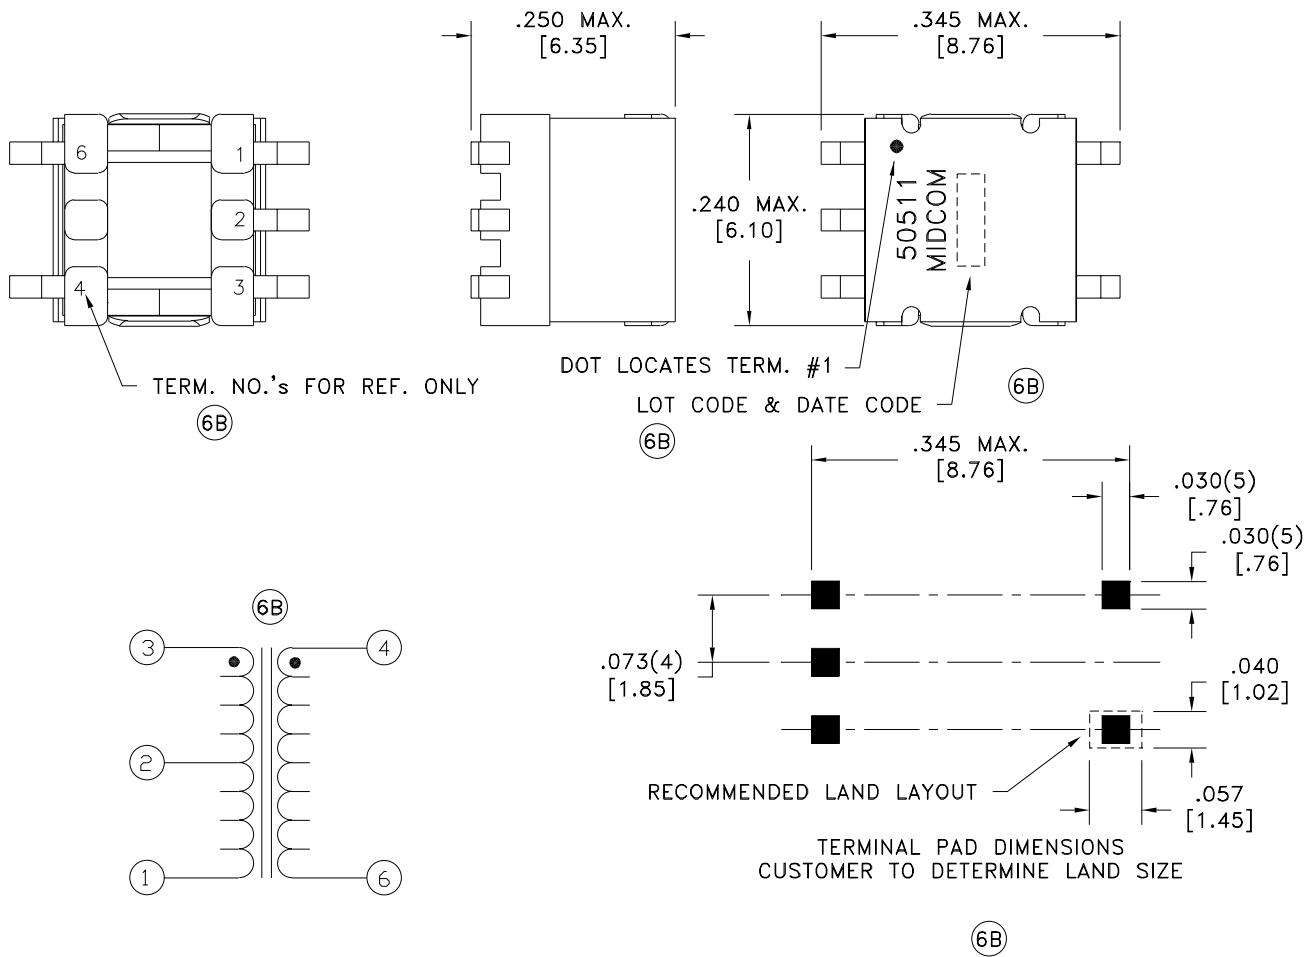 .250 MAX.
[6.35]
.345 MAX.
[8.76]
6
1
2
4
3
.240 MAX.
[6.10]
50511
MIDCOM
DOT LOCATES TERM. #1
TERM. NO.'s FOR REF. ONLY
LOT CODE & DATE CODE
6B
6B
6B
.345 MAX.
[8.76]
.030(5)
[.76]
.030(5)
[.76]
6B
3
4
.073(4)
[1.85]
.040
[1.02]
2
RECOMMENDED LAND LAYOUT
.057
[1.45]
TERMINAL PAD DIMENSIONS
CUSTOMER TO DETERMINE LAND SIZE
1
6
6B